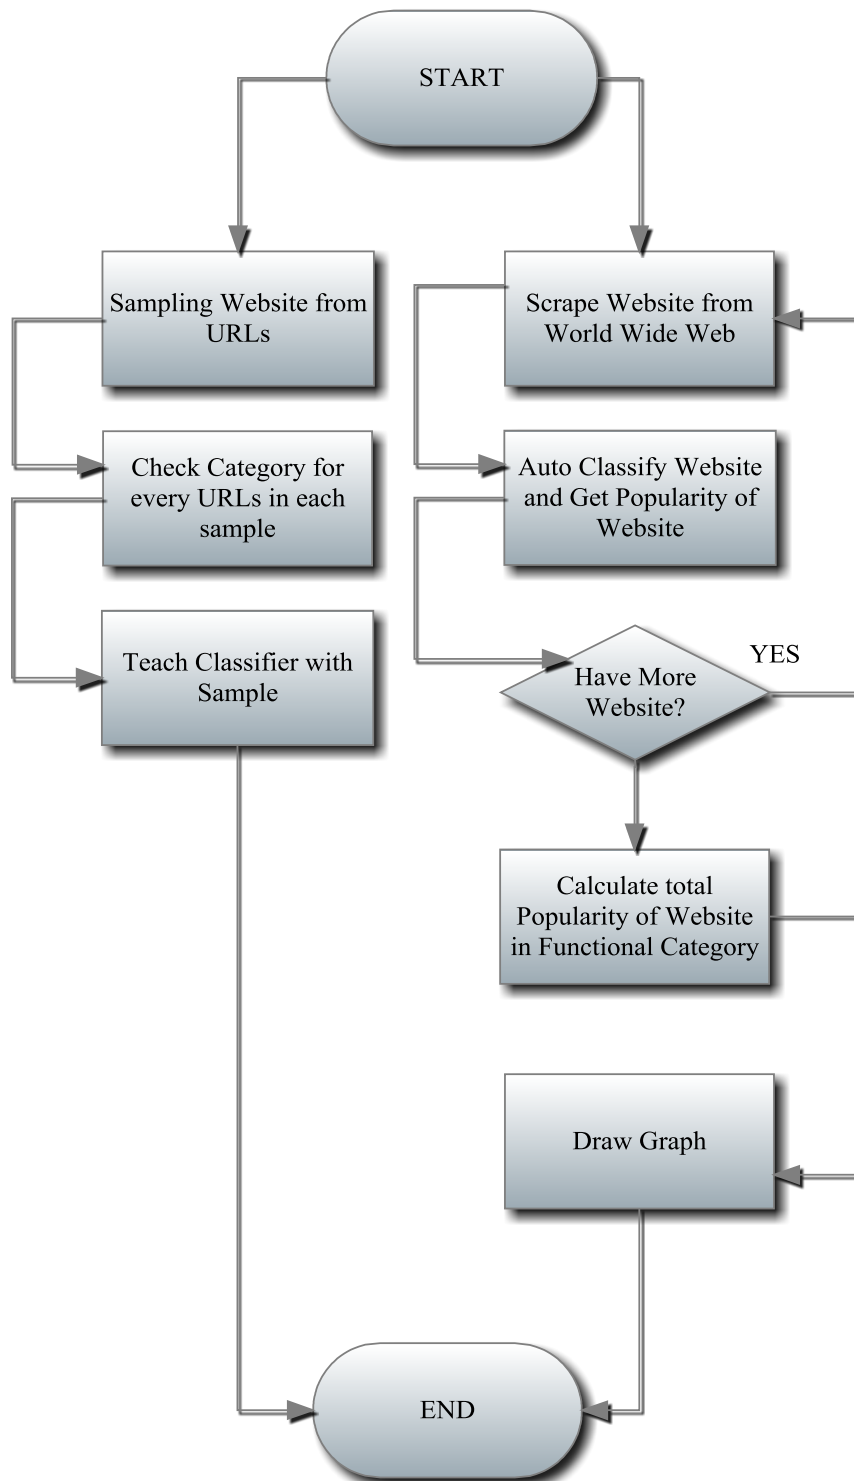 START
Sampling Website from
URLs
Check Category for
every URLs in each
sample
Teach Classifier with
Sample
Scrape Website from
World Wide Web
Auto Classify Website
and Get Popularity of
Website
Have More
Website?
YES
Calculate total
Popularity of Website
in Functional Category
Draw Graph
END